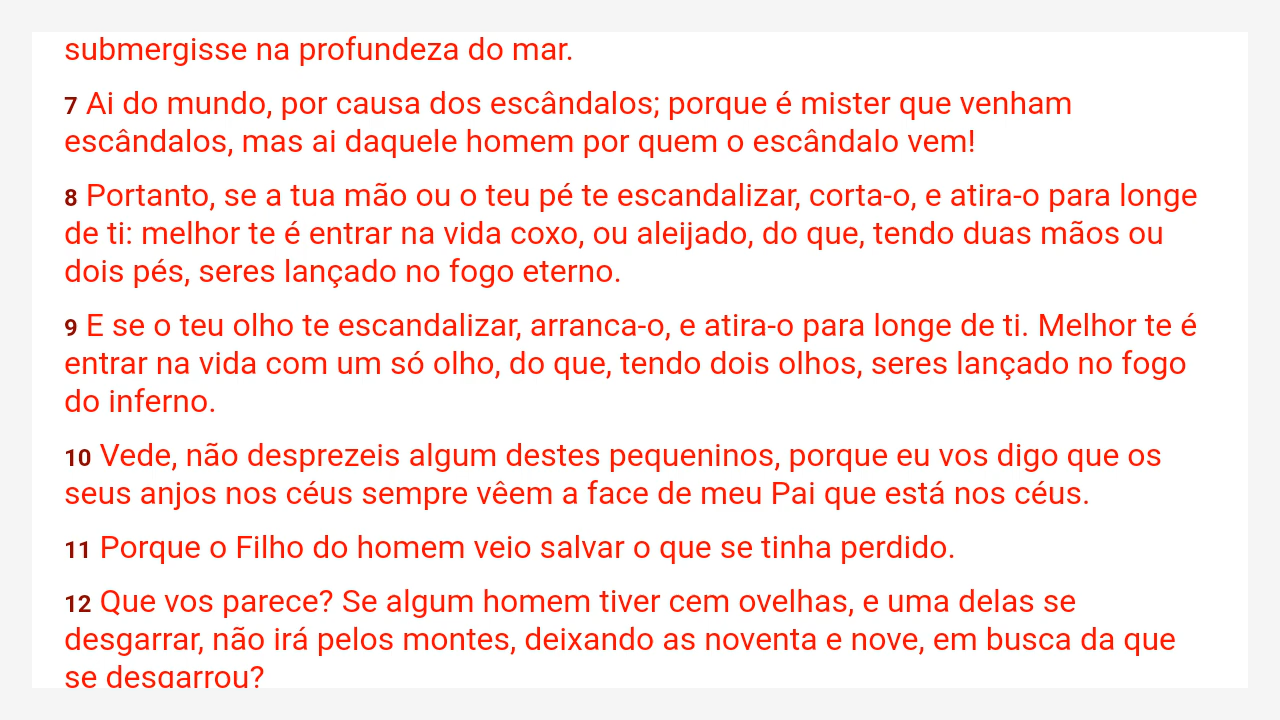 submergisse na profundeza do mar.
7 Ai do mundo, por causa dos escândalos; porque é mister que venham
escândalos, mas ai daquele homem por quem o escândalo vem!
8 Portanto, se a tua mão ou o teu pé te escandalizar, corta-o, e atira-o para longe
de ti: melhor te é entrar na vida coxo, ou aleijado, do que, tendo duas mãos ou
dois pés, seres lançado no fogo eterno.
9 E se o teu olho te escandalizar, arranca-o, e atira-o para longe de ti. Melhor te é
entrar na vida com um só olho, do que, tendo dois olhos, seres lançado no fogo
do inferno.
10 Vede, não desprezeis algum destes pequeninos, porque eu vos digo que os
seus anjos nos céus sempre vêem a face de meu Pai que está nos céus.
11 Porque o Filho do homem veio salvar o que se tinha perdido.
12 Que vos parece? Se algum homem tiver cem ovelhas, e uma delas se
desgarrar, não irá pelos montes, deixando as noventa e nove, em busca da que
se desgarrou?